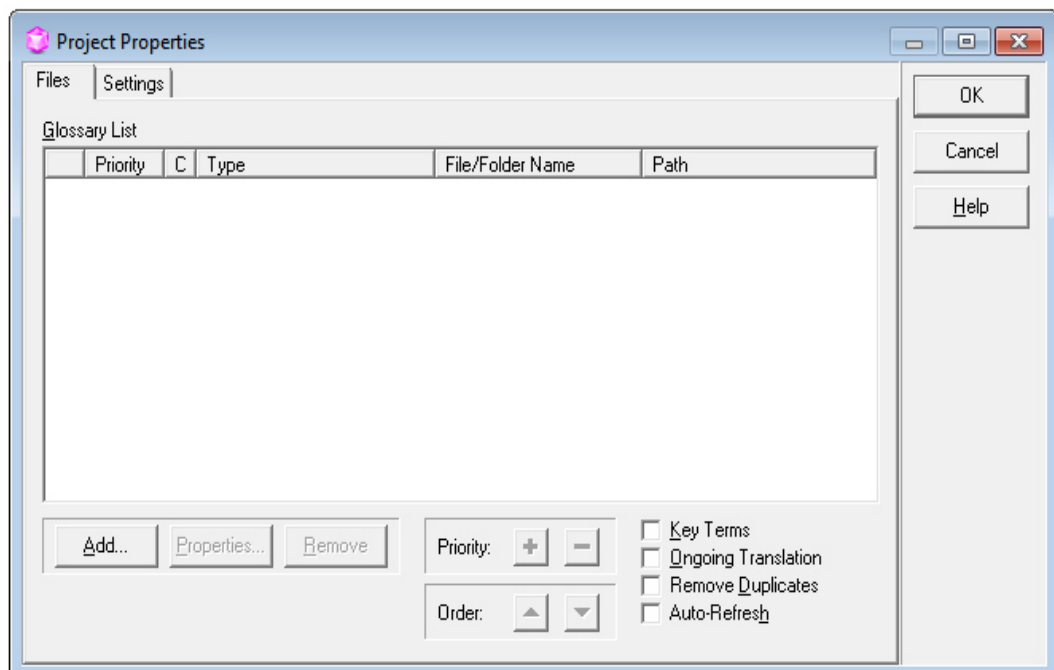 Project Properties
Files Settings
OK
Glossary List
Cancel
Priority C Type File/Folder Name Path
Help
Add... Properties... Remove
Priority:
Key Terms
Ongoing Translation
Remove Duplicates
Order:
Auto-Refresh